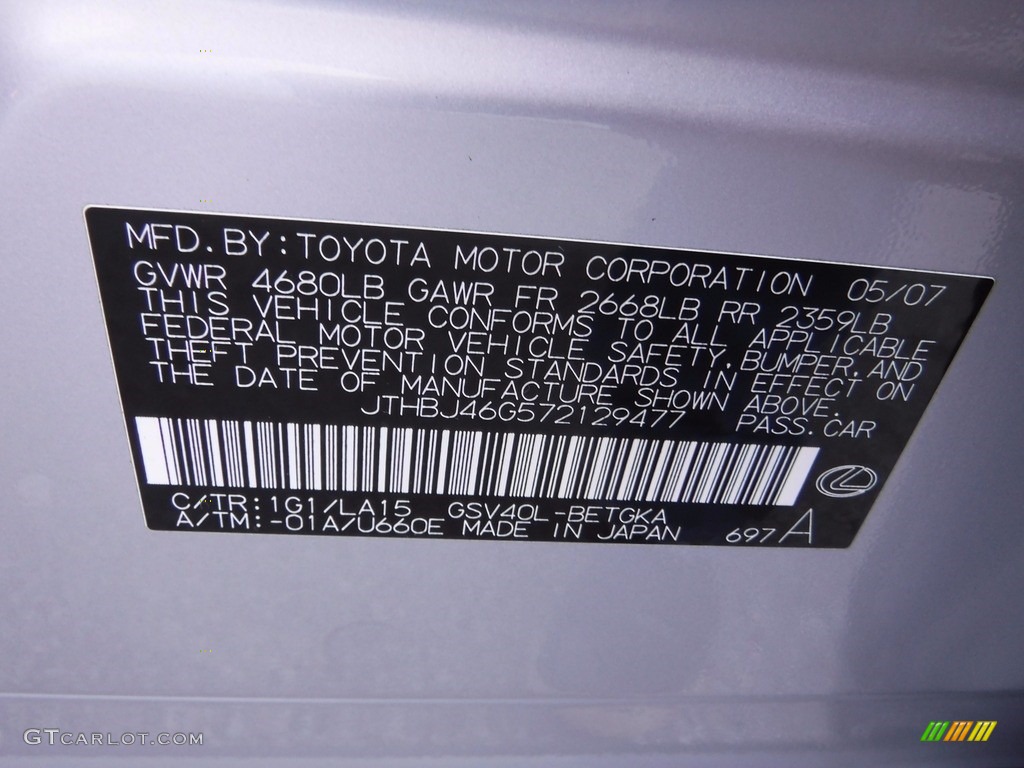 MFD. BY: TOYOTA MOTOR CORPORATION 05/07
GVWR 4680LB GAWR FR 2668LB RR 2359LB
THIS VEHICLE CONFORMS TO ALL APPLICABLE
FEDERAL MOTOR VEHICLE SAFETY, BUMPER, AND
THEFT PREVENTION STANDARDS IN EFFECT ON
THE DATE OF MANUFACTURE SHOWN ABOVE.
JTHBJ46G572129477 PASS. CAR
C/TR: 1G1/LA15 GSV40L-BETGKA
A/TM: -01A/U660E MADE IN JAPAN 697 A
GTCARLOT.COM